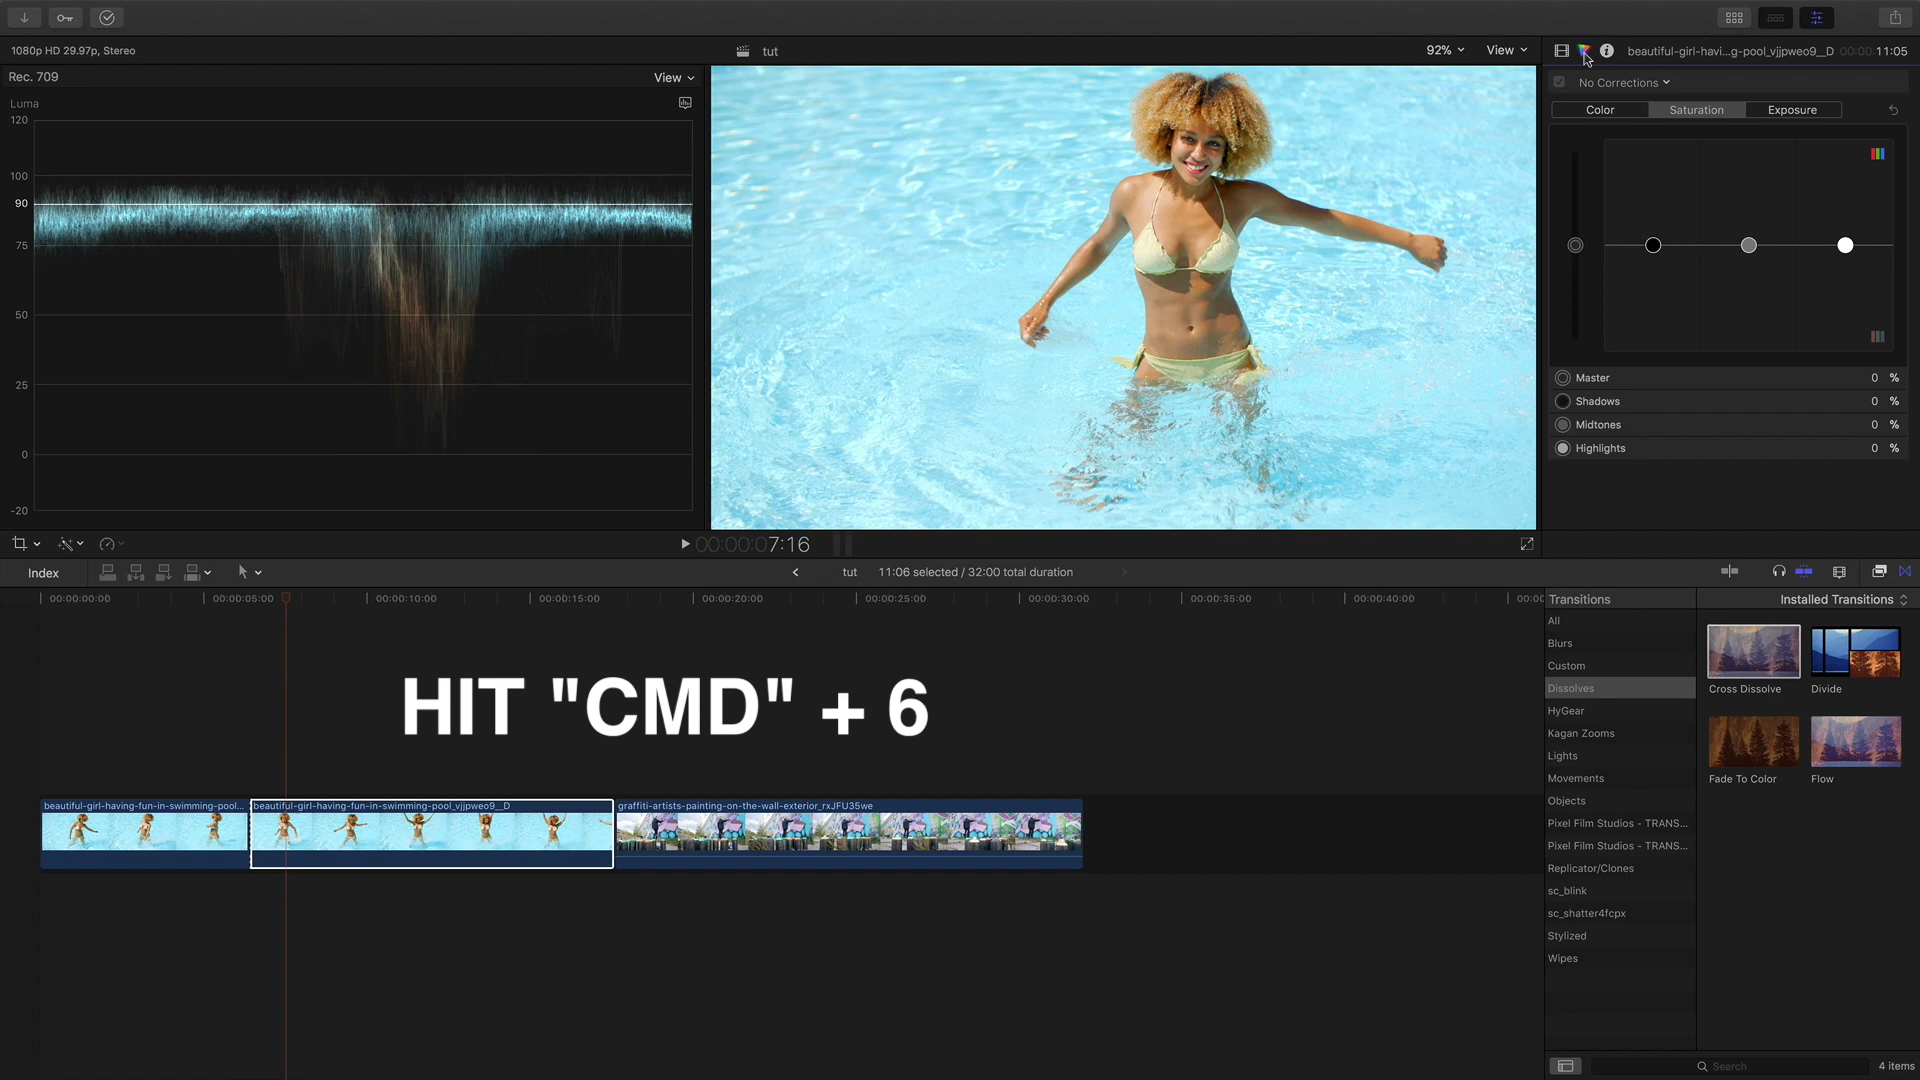 1080p HD 29.97p, Stereo
tut
92%
View
beautiful-girl-havi...g-pool_vjjpweo9__D
00:00:11:05
Rec. 709
View
No Corrections
Luma
Color
Saturation
Exposure
120
100
90
75
50
25
0
-20
Master 0 %
Shadows 0 %
Midtones 0 %
Highlights 0 %
00:00:07:16
Index
tut
11:06 selected / 32:00 total duration
00:00:00:00
00:00:05:00
00:00:10:00
00:00:15:00
00:00:20:00
00:00:25:00
00:00:30:00
00:00:35:00
00:00:40:00
00:00
Transitions
Installed Transitions
All
Blurs
Custom
Dissolves
HyGear
Kagan Zooms
Lights
Movements
Objects
Pixel Film Studios - TRANS...
Pixel Film Studios - TRANS...
Replicator/Clones
sc_blink
sc_shatter4fcpx
Stylized
Wipes
Cross Dissolve
Divide
Fade To Color
Flow
HIT "CMD" + 6
beautiful-girl-having-fun-in-swimming-pool...
beautiful-girl-having-fun-in-swimming-pool_vjjpweo9__D
graffiti-artists-painting-on-the-wall-exterior_rxJFU35we
Search
4 items